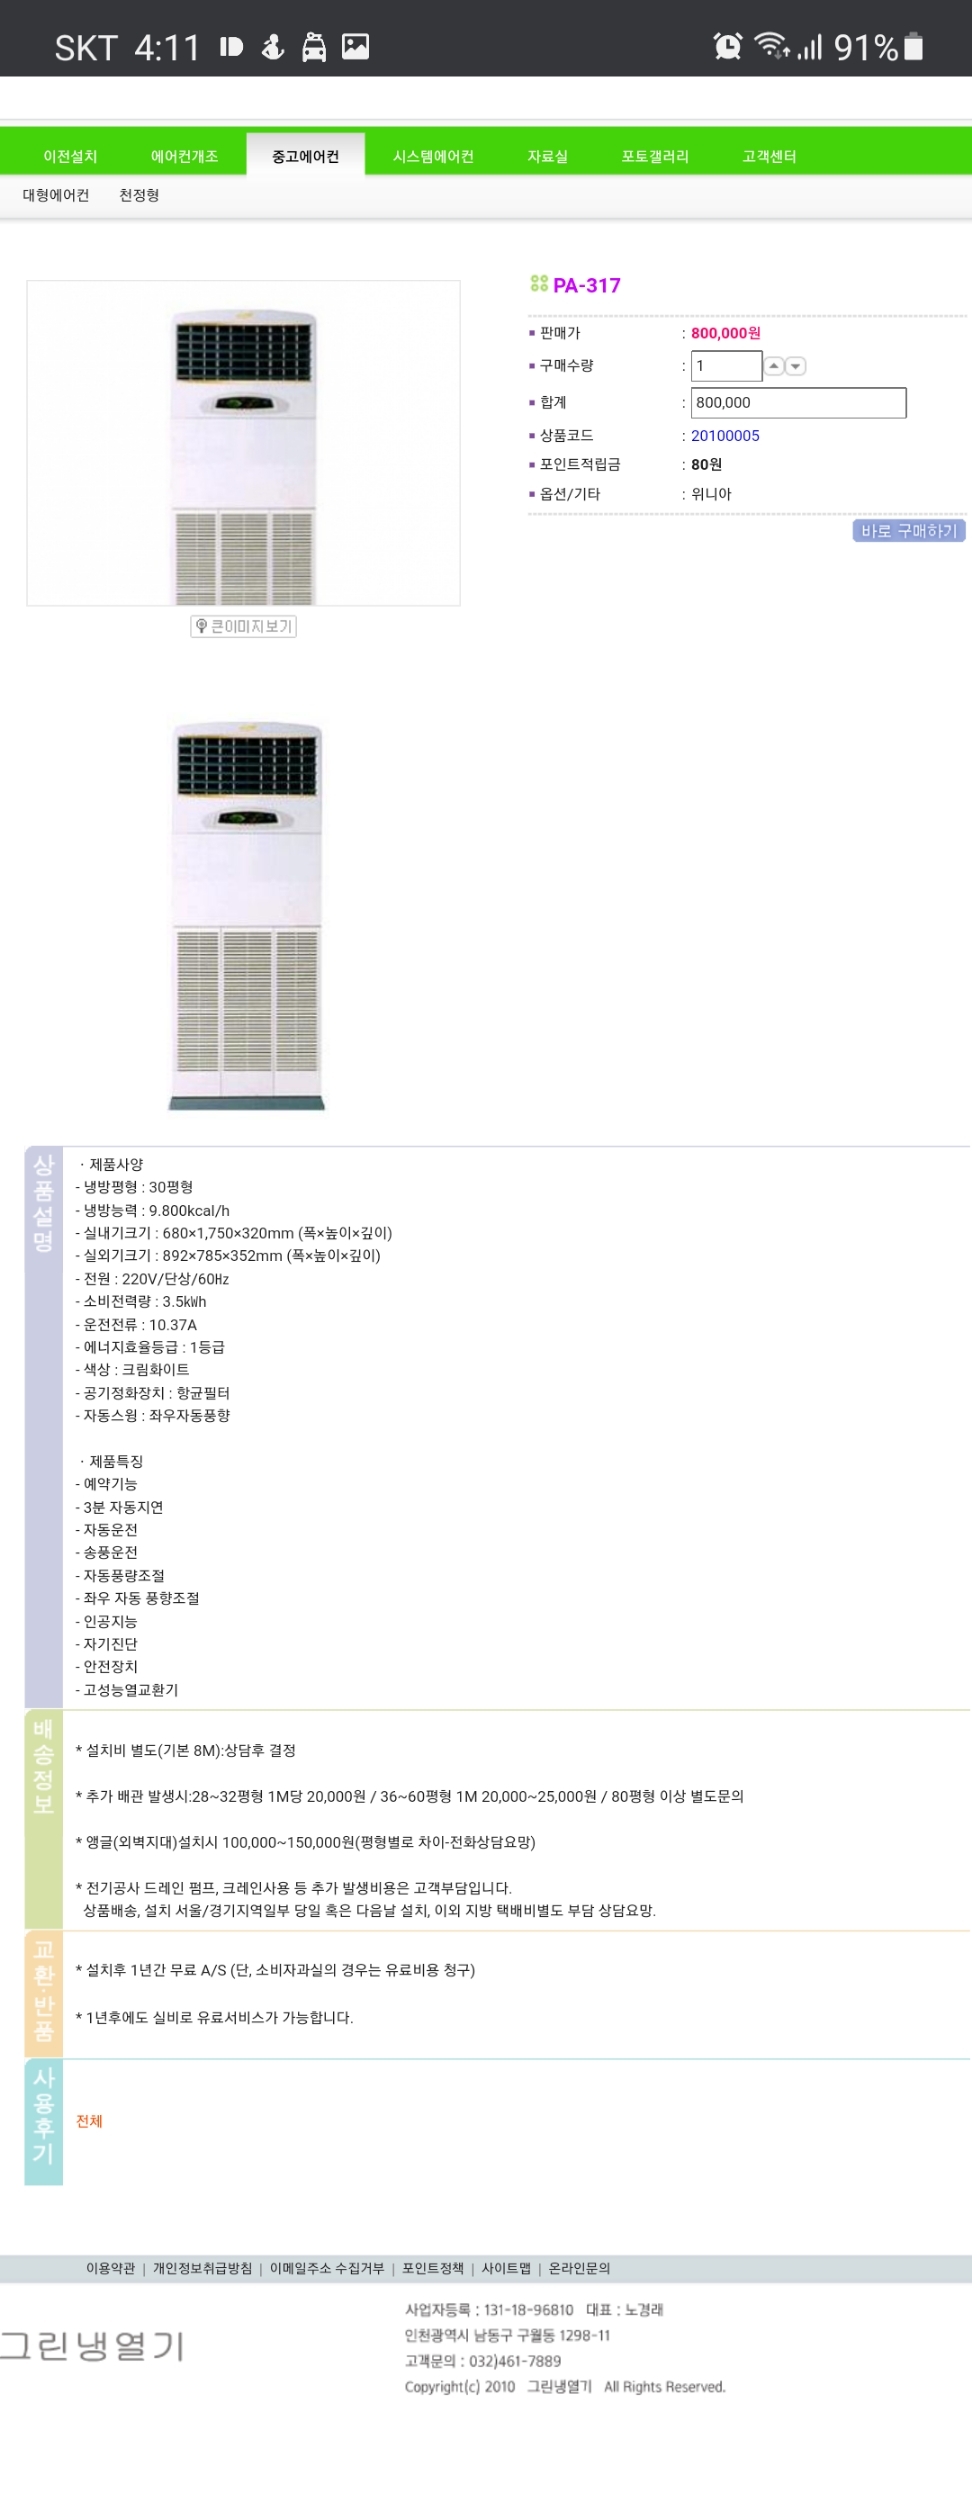 SKT 4:11 91%
이전설치 에어컨개조 중고에어컨 시스템에어컨 자료실 포토갤러리 고객센터
대형에어컨 천정형
PA-317
판매가 : 800,000원
구매수량 : 1
합계 : 800,000
상품코드 : 20100005
포인트적립금 : 80원
옵션/기타 : 위니아
바로 구매하기
큰이미지보기
상품설명
· 제품사양
- 냉방평형 : 30평형
- 냉방능력 : 9.800kcal/h
- 실내기크기 : 680×1,750×320mm (폭×높이×깊이)
- 실외기크기 : 892×785×352mm (폭×높이×깊이)
- 전원 : 220V/단상/60Hz
- 소비전력량 : 3.5㎾h
- 운전전류 : 10.37A
- 에너지효율등급 : 1등급
- 색상 : 크림화이트
- 공기정화장치 : 항균필터
- 자동스윙 : 좌우자동풍향
· 제품특징
- 예약기능
- 3분 자동지연
- 자동운전
- 송풍운전
- 자동풍량조절
- 좌우 자동 풍향조절
- 인공지능
- 자기진단
- 안전장치
- 고성능열교환기
배송정보
* 설치비 별도(기본 8M):상담후 결정
* 추가 배관 발생시:28~32평형 1M당 20,000원 / 36~60평형 1M 20,000~25,000원 / 80평형 이상 별도문의
* 앵글(외벽지대)설치시 100,000~150,000원(평형별로 차이-전화상담요망)
* 전기공사 드레인 펌프, 크레인사용 등 추가 발생비용은 고객부담입니다.
상품배송, 설치 서울/경기지역일부 당일 혹은 다음날 설치, 이외 지방 택배비별도 부담 상담요망.
교환·반품
* 설치후 1년간 무료 A/S (단, 소비자과실의 경우는 유료비용 청구)
* 1년후에도 실비로 유료서비스가 가능합니다.
사용후기
전체
이용약관 | 개인정보취급방침 | 이메일주소 수집거부 | 포인트정책 | 사이트맵 | 온라인문의
그린냉열기
사업자등록 : 131-18-96810 대표 : 노경래
인천광역시 남동구 구월동 1298-11
고객문의 : 032)461-7889
Copyright(c) 2010 그린냉열기 All Rights Reserved.